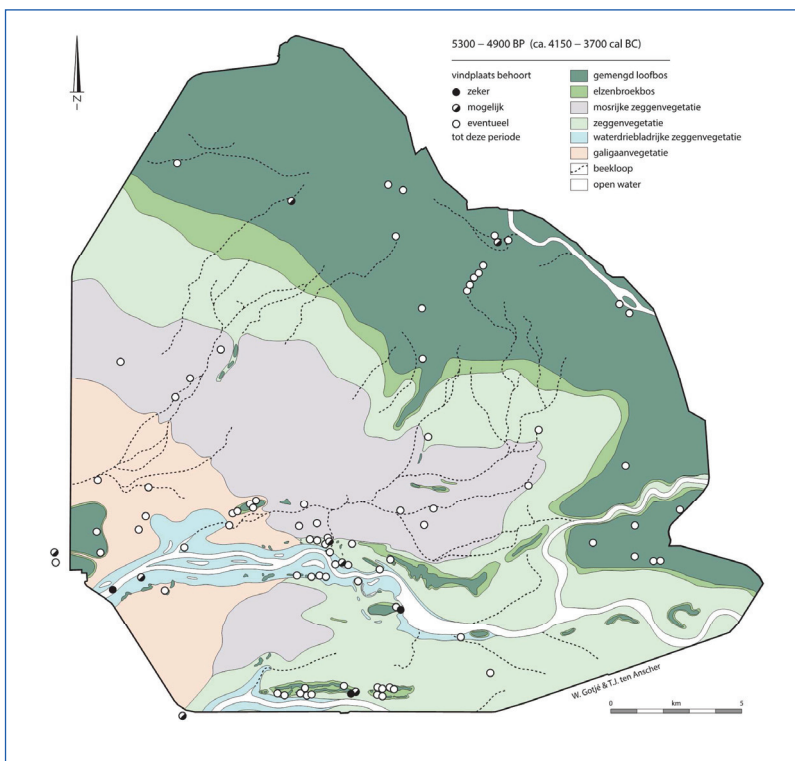 5300 – 4900 BP (ca. 4150 – 3700 cal BC)
vindplaats behoort
zeker
mogelijk
eventueel
tot deze periode
gemengd loofbos
elzenbroekbos
mosrijke zeggenvegetatie
zeggenvegetatie
waterdriebladrijke zeggenvegetatie
galigaanvegetatie
beekloop
open water
N
W. Gotjé & T.J. ten Anscher
0 km 5